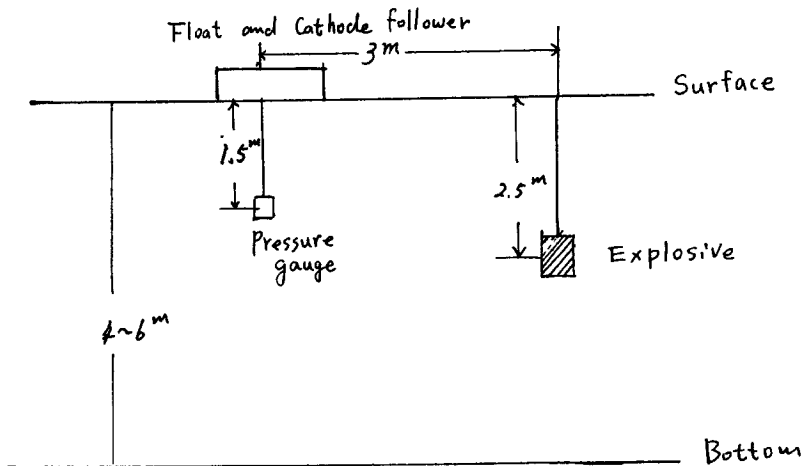 Float and Cathode follower
3m
Surface
1.5m
2.5m
Pressure
gauge
Explosive
4~6m
Bottom